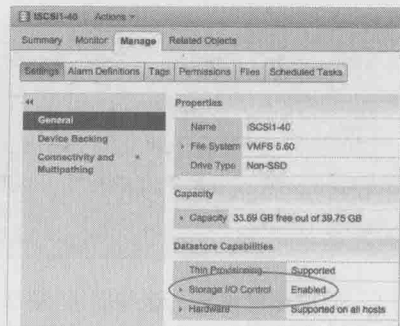 ISCSI1-40 Actions
Summary Monitor Manage Related Objects
Settings Alarm Definitions Tags Permissions Files Scheduled Tasks
General
Device Backing
Connectivity and Multipathing
Properties
Name iSCSI1-40
File System VMFS 5.60
Drive Type Non-SSD
Capacity
Capacity 33.69 GB free out of 39.75 GB
Datastore Capabilities
Thin Provisioning Supported
Storage I/O Control Enabled
Hardware Supported on all hosts